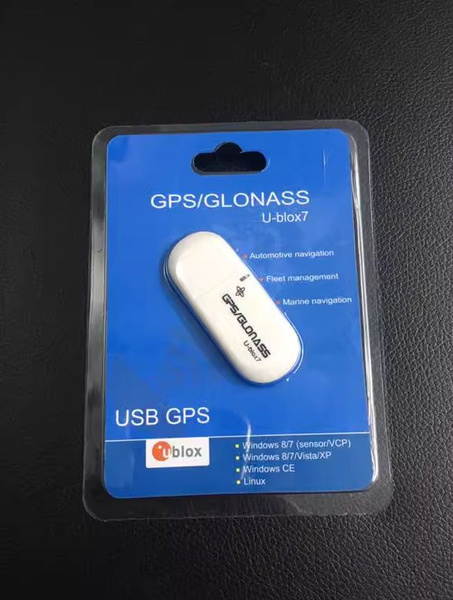 GPS/GLONASS
U-blox7
Automotive navigation
Fleet management
Marine navigation
GPS/GLONASS
U-blox7
USB GPS
ublox
Windows 8/7 (sensor/VCP)
Windows 8/7/Vista/XP
Windows CE
Linux